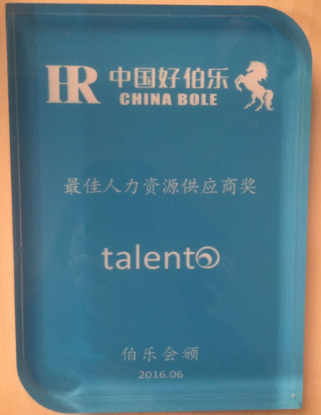 HR 中国好伯乐
CHINA BOLE
最佳人力资源供应商奖
talento
伯乐会颁
2016.06